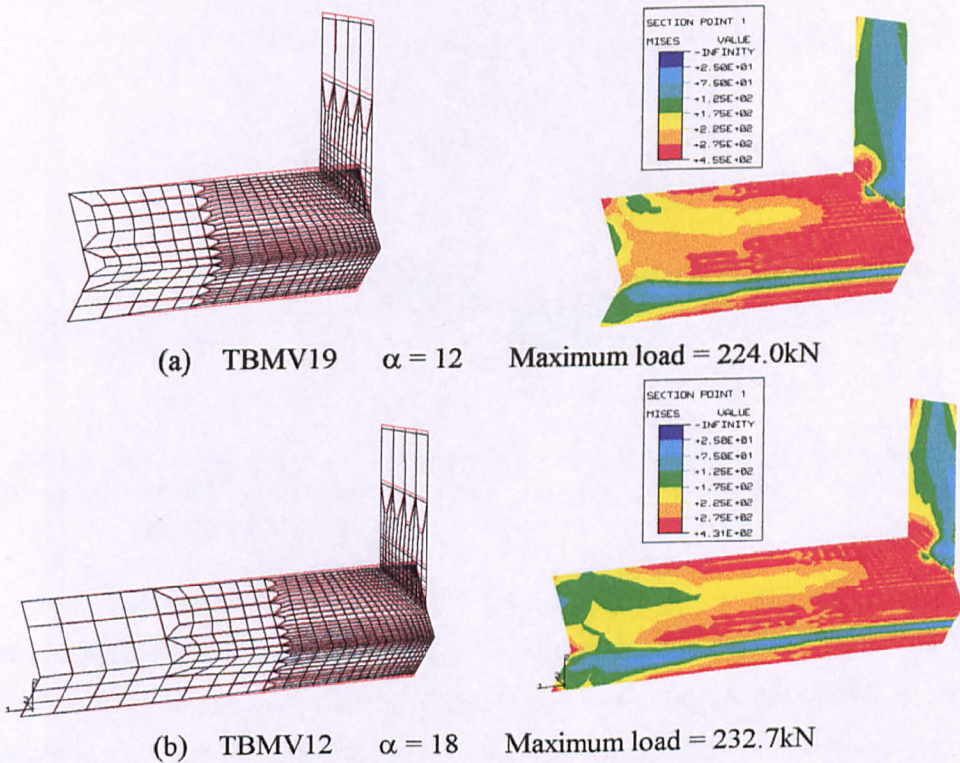 SECTION POINT 1
MISES VALUE
-INFINITY
+2.50E+01
+7.50E+01
+1.25E+02
+1.75E+02
+2.25E+02
+2.75E+02
+4.55E+02
(a) TBMV19 α = 12 Maximum load = 224.0kN
SECTION POINT 1
MISES VALUE
-INFINITY
+2.50E+01
+7.50E+01
+1.25E+02
+1.75E+02
+2.25E+02
+2.75E+02
+4.31E+02
(b) TBMV12 α = 18 Maximum load = 232.7kN